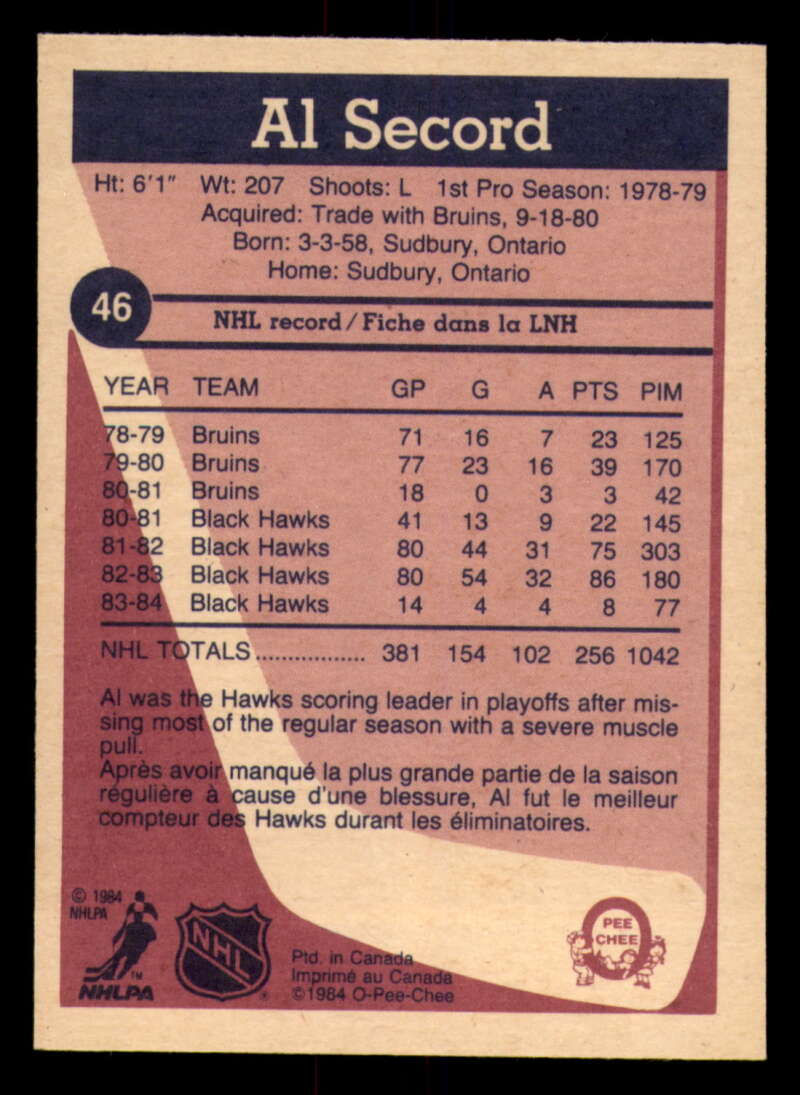 Al Secord
Ht: 6'1" Wt: 207 Shoots: L 1st Pro Season: 1978-79
Acquired: Trade with Bruins, 9-18-80
Born: 3-3-58, Sudbury, Ontario
Home: Sudbury, Ontario
46
NHL record/Fiche dans la LNH
YEAR TEAM GP G A PTS PIM
78-79 Bruins 71 16 7 23 125
79-80 Bruins 77 23 16 39 170
80-81 Bruins 18 0 3 3 42
80-81 Black Hawks 41 13 9 22 145
81-82 Black Hawks 80 44 31 75 303
82-83 Black Hawks 80 54 32 86 180
83-84 Black Hawks 14 4 4 8 77
NHL TOTALS................. 381 154 102 256 1042
Al was the Hawks scoring leader in playoffs after mis-
sing most of the regular season with a severe muscle
pull.
Après avoir manqué la plus grande partie de la saison
régulière à cause d'une blessure, Al fut le meilleur
compteur des Hawks durant les éliminatoires.
© 1984
NHLPA
TM
NHLPA
NHL
®
Ptd. in Canada
Imprimé au Canada
©1984 O-Pee-Chee
O
PEE
CHEE